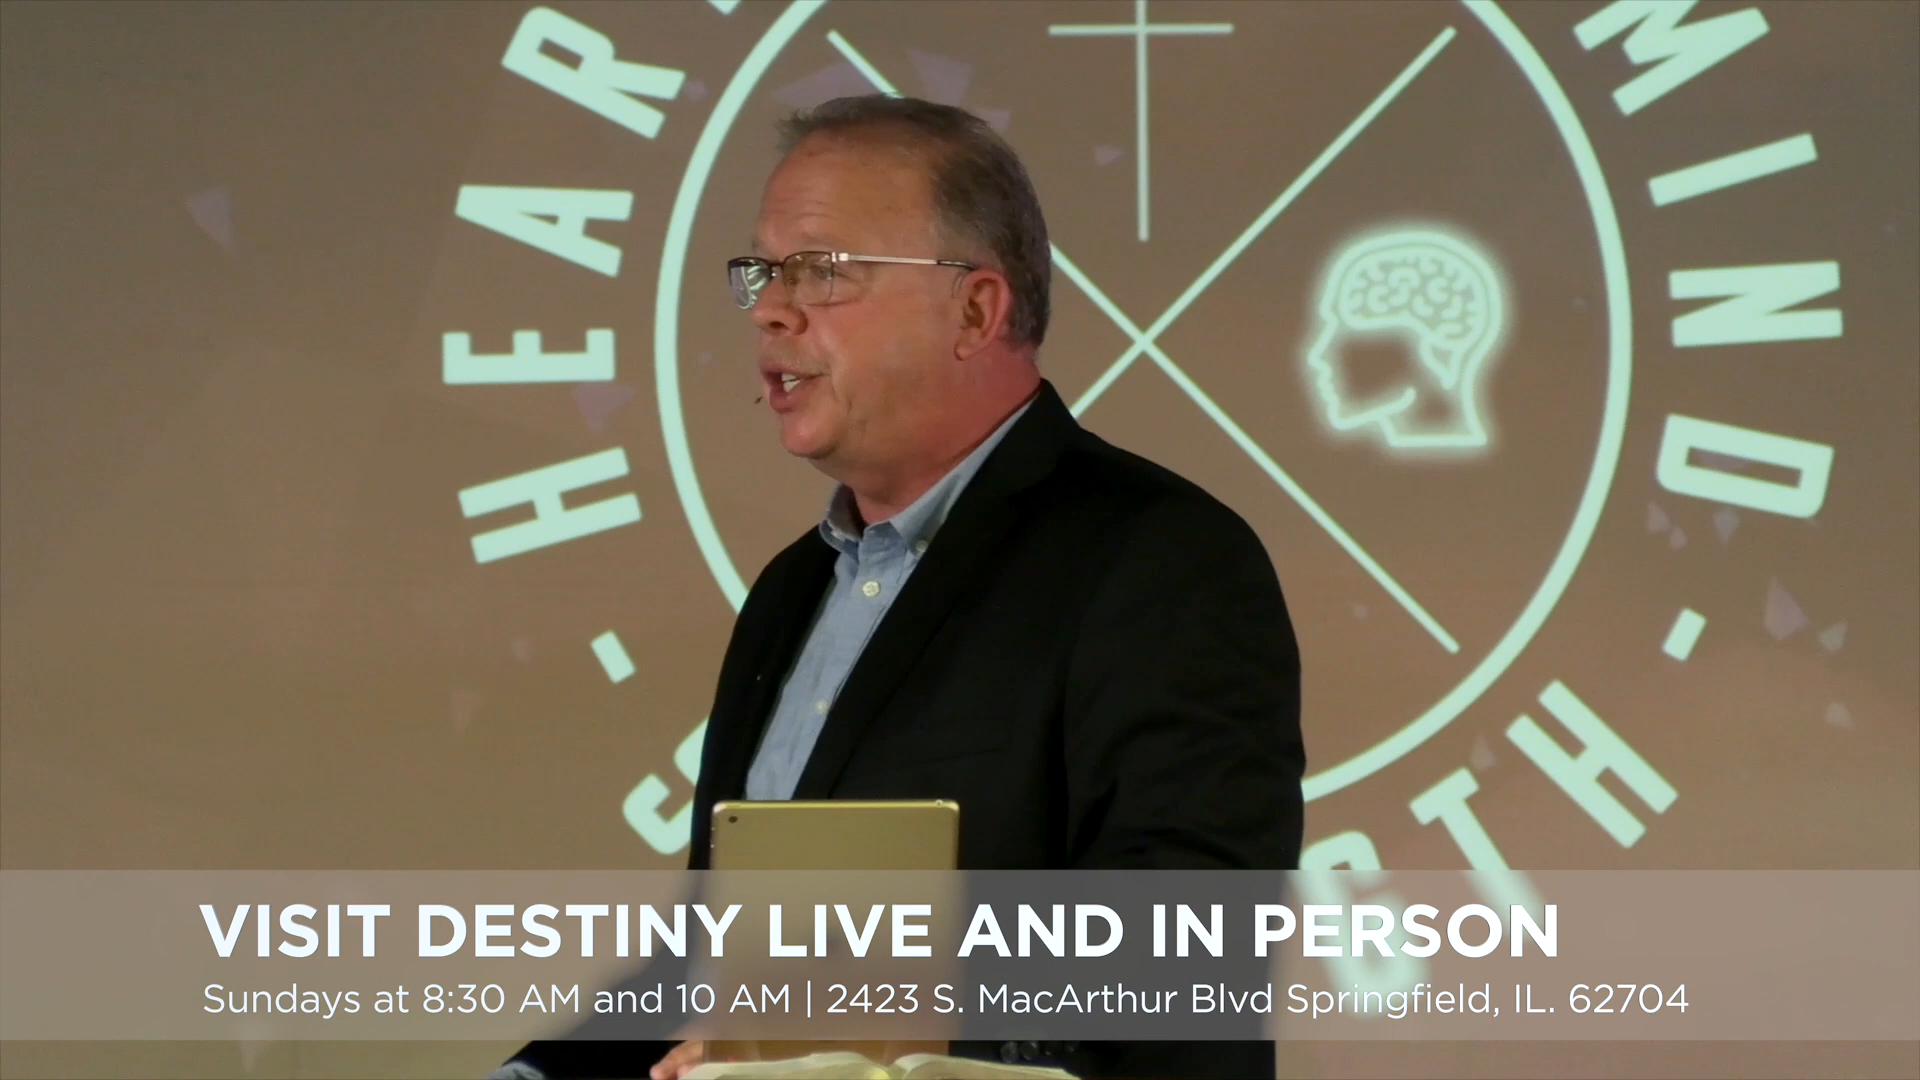 HEAR
MIND
VISIT DESTINY LIVE AND IN PERSON
Sundays at 8:30 AM and 10 AM | 2423 S. MacArthur Blvd Springfield, IL. 62704